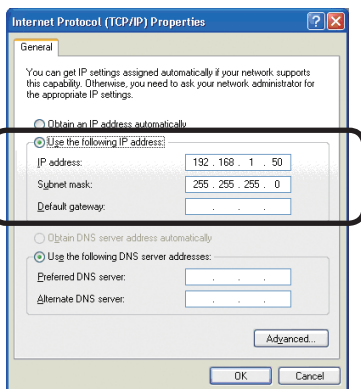 Internet Protocol (TCP/IP) Properties
General
You can get IP settings assigned automatically if your network supports
this capability. Otherwise, you need to ask your network administrator for
the appropriate IP settings.
Obtain an IP address automatically
Use the following IP address:
IP address: 192 . 168 . 1 . 50
Subnet mask: 255 . 255 . 255 . 0
Default gateway: . . .
Obtain DNS server address automatically
Use the following DNS server addresses:
Preferred DNS server: . . .
Alternate DNS server: . . .
Advanced...
OK Cancel